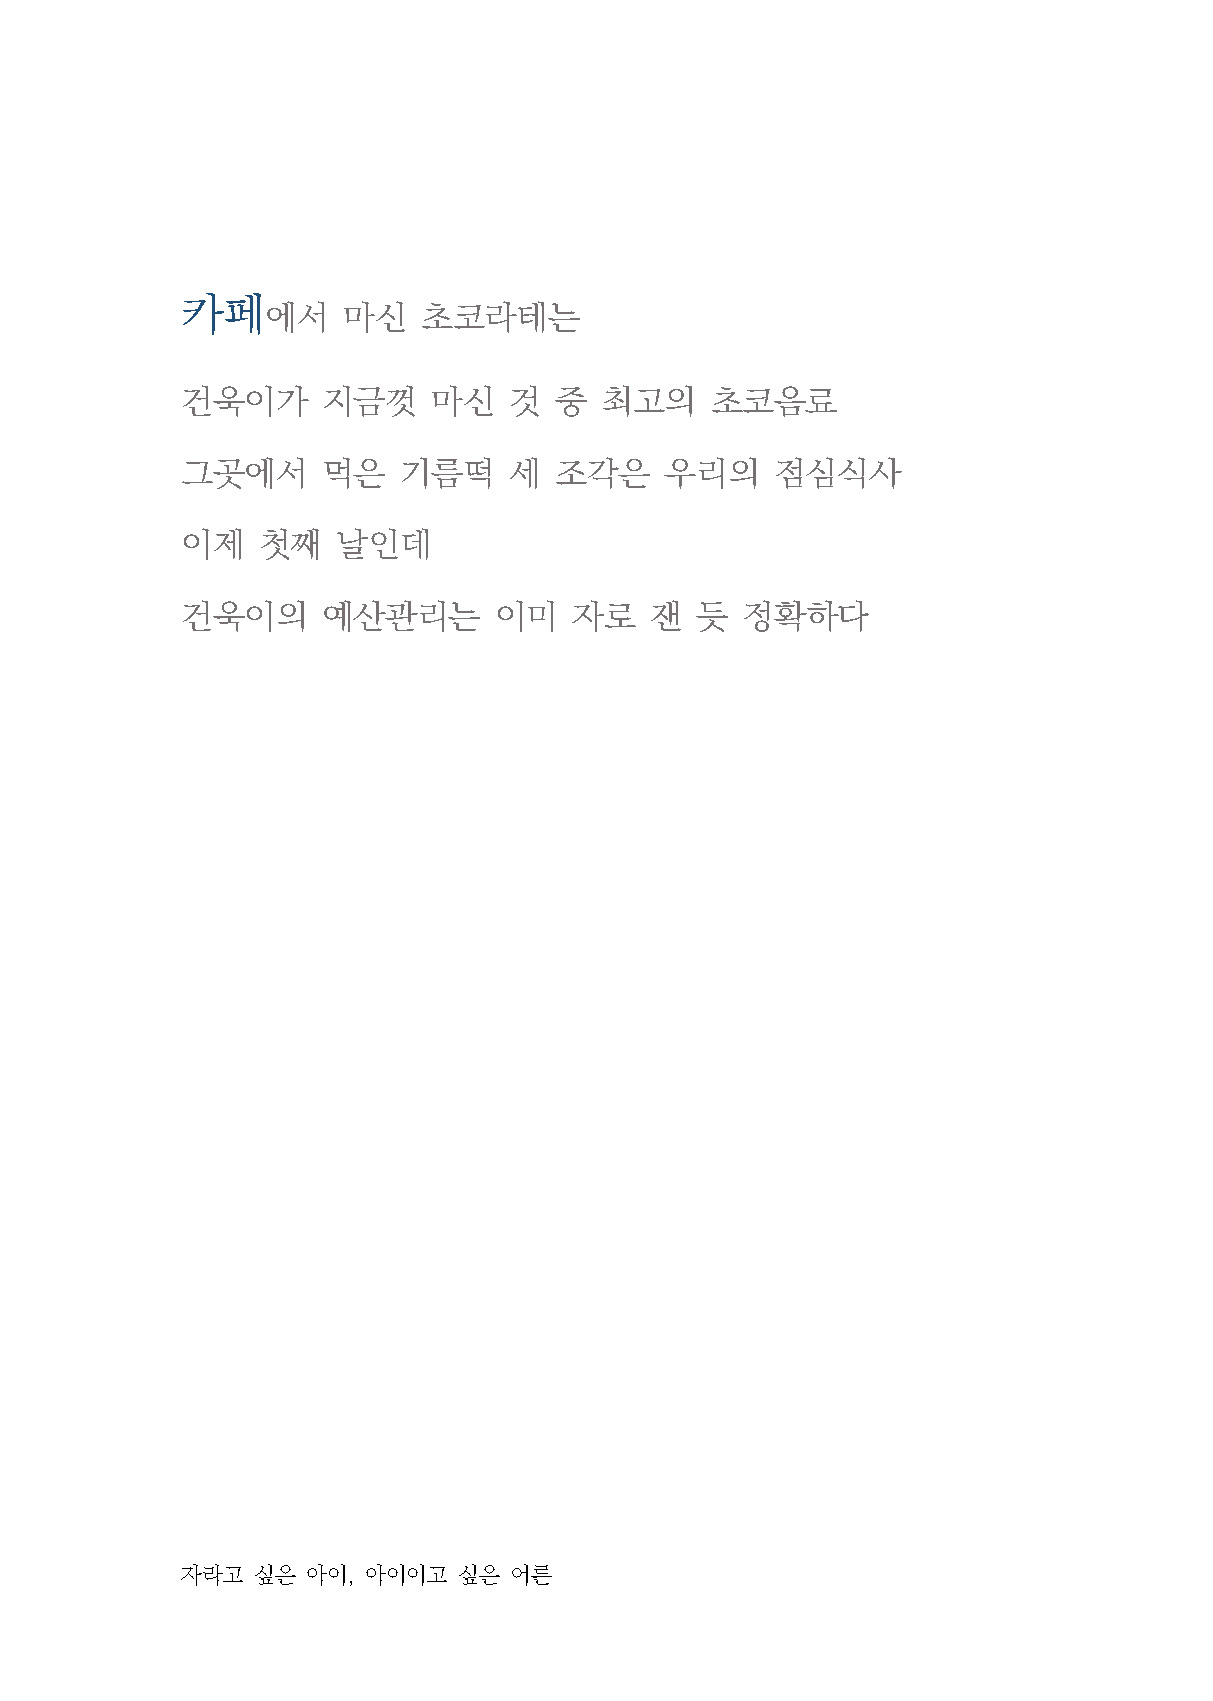 카페에서 마신 초코라테는
건욱이가 지금껏 마신 것 중 최고의 초코음료
그곳에서 먹은 기름떡 세 조각은 우리의 점심식사
이제 첫째 날인데
건욱이의 예산관리는 이미 자로 잰 듯 정확하다
자라고 싶은 아이, 아이이고 싶은 어른